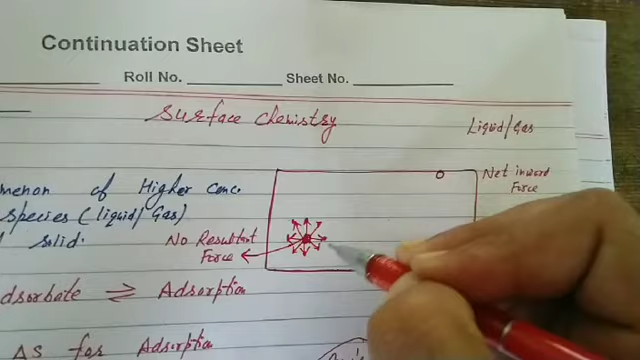 Continuation Sheet
Roll No. Sheet No.
Surface Chemistry
Liquid/Gas
Net inward
Force
menon of Higher Conc
species (liquid/Gas)
solid.
No Resultant
Force
dsorbate ⇌ Adsorption
ΔS for Adsorption